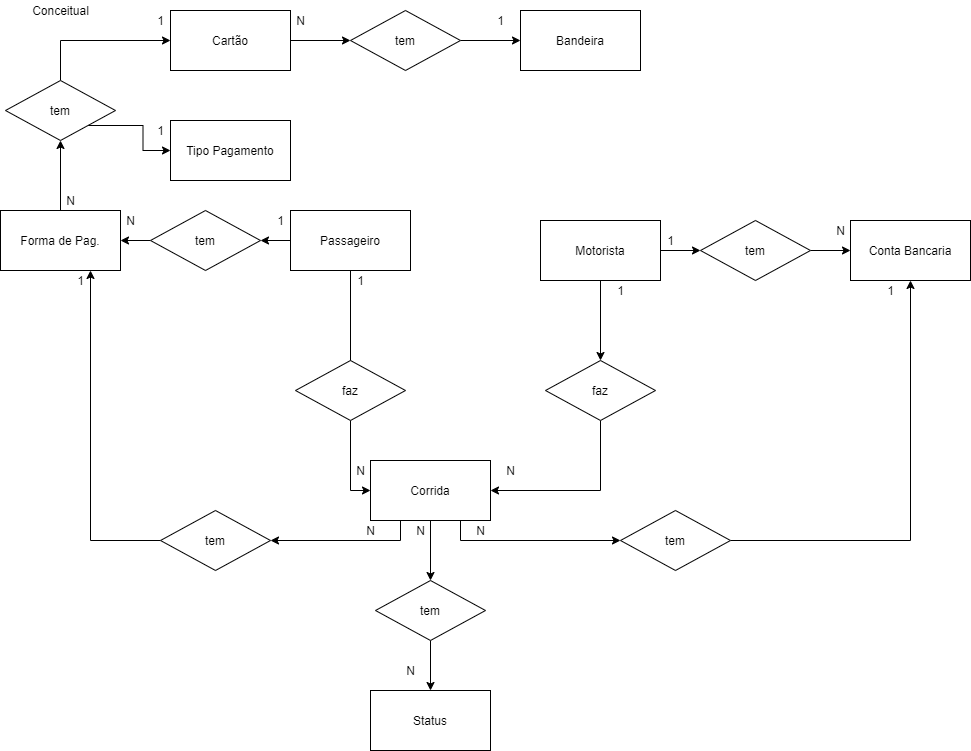 Conceitual
1
Cartão
N
tem
1
Bandeira
tem
1
Tipo Pagamento
N
Forma de Pag.
N
tem
1
Passageiro
Motorista
1
tem
N
Conta Bancaria
1
1
1
1
faz
faz
N
N
Corrida
N
N
N
tem
tem
tem
N
Status